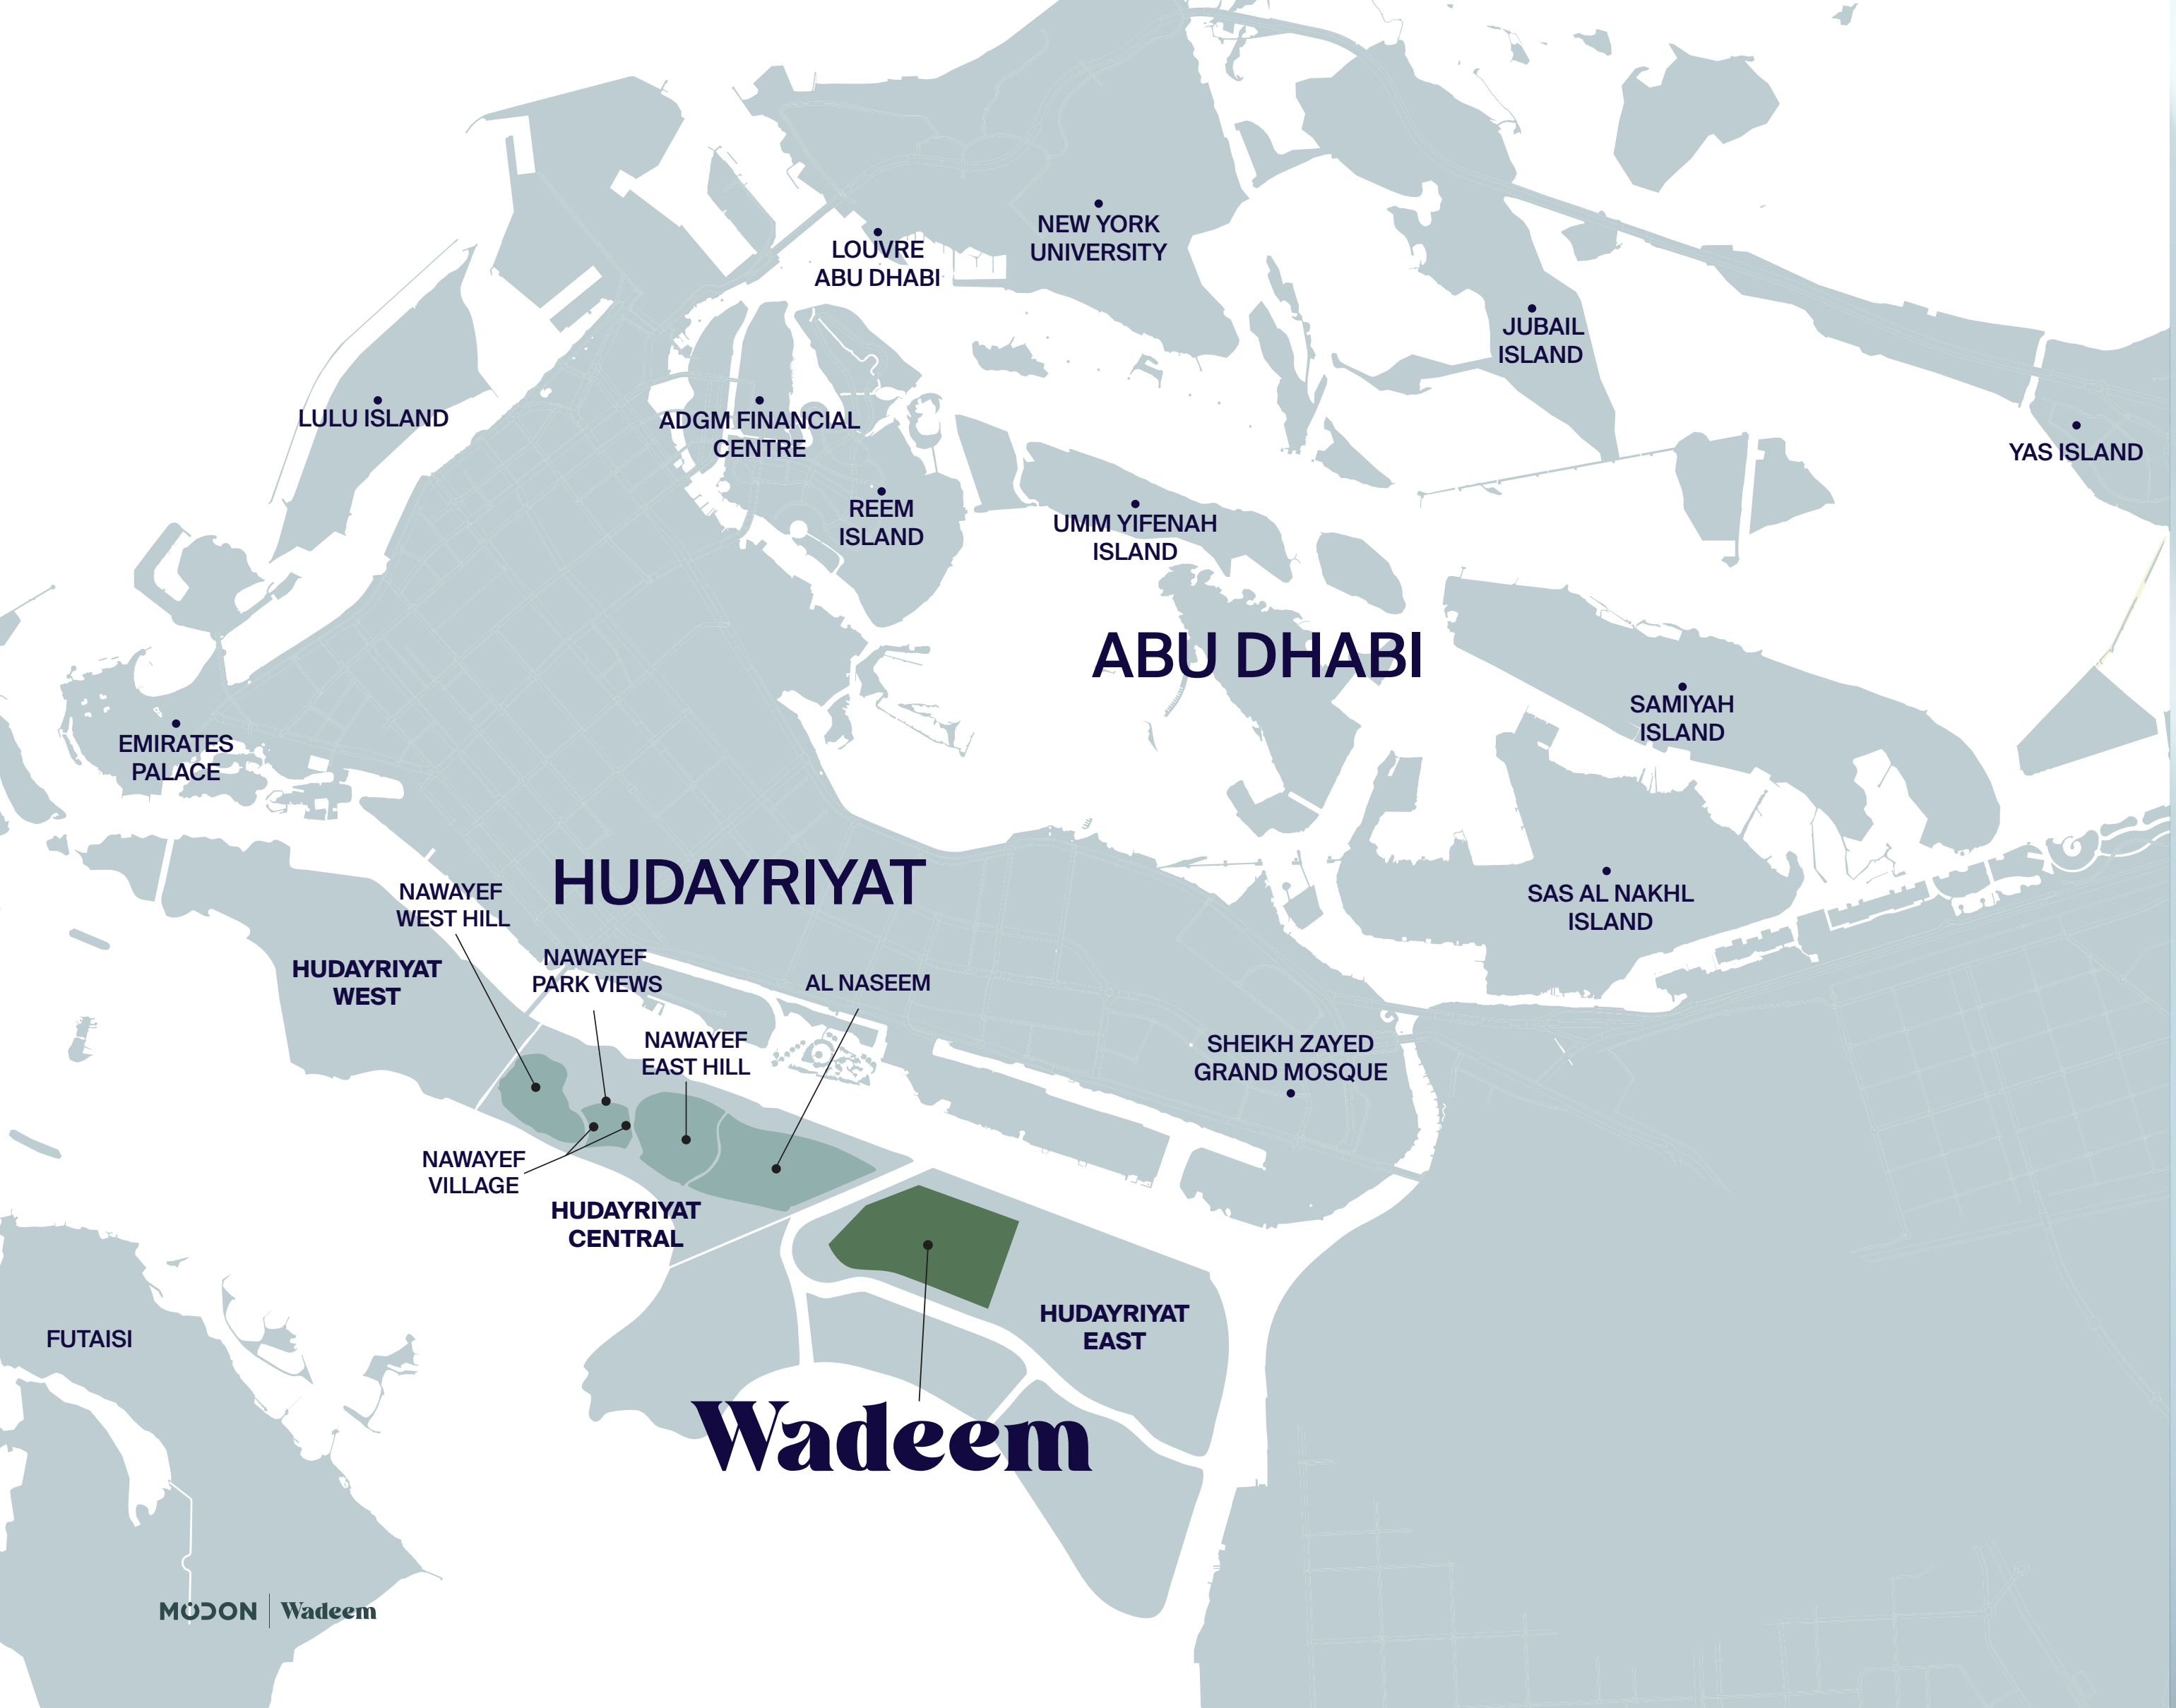 NEW YORK
UNIVERSITY
LOUVRE
ABU DHABI
JUBAIL
ISLAND
LULU ISLAND
ADGM FINANCIAL
CENTRE
YAS ISLAND
REEM
ISLAND
UMM YIFENAH
ISLAND
ABU DHABI
SAMIYAH
ISLAND
EMIRATES
PALACE
HUDAYRIYAT
NAWAYEF
WEST HILL
SAS AL NAKHL
ISLAND
HUDAYRIYAT
WEST
NAWAYEF
PARK VIEWS
AL NASEEM
NAWAYEF
EAST HILL
SHEIKH ZAYED
GRAND MOSQUE
NAWAYEF
VILLAGE
HUDAYRIYAT
CENTRAL
HUDAYRIYAT
EAST
FUTAISI
Wadeem
MODON | Wadeem